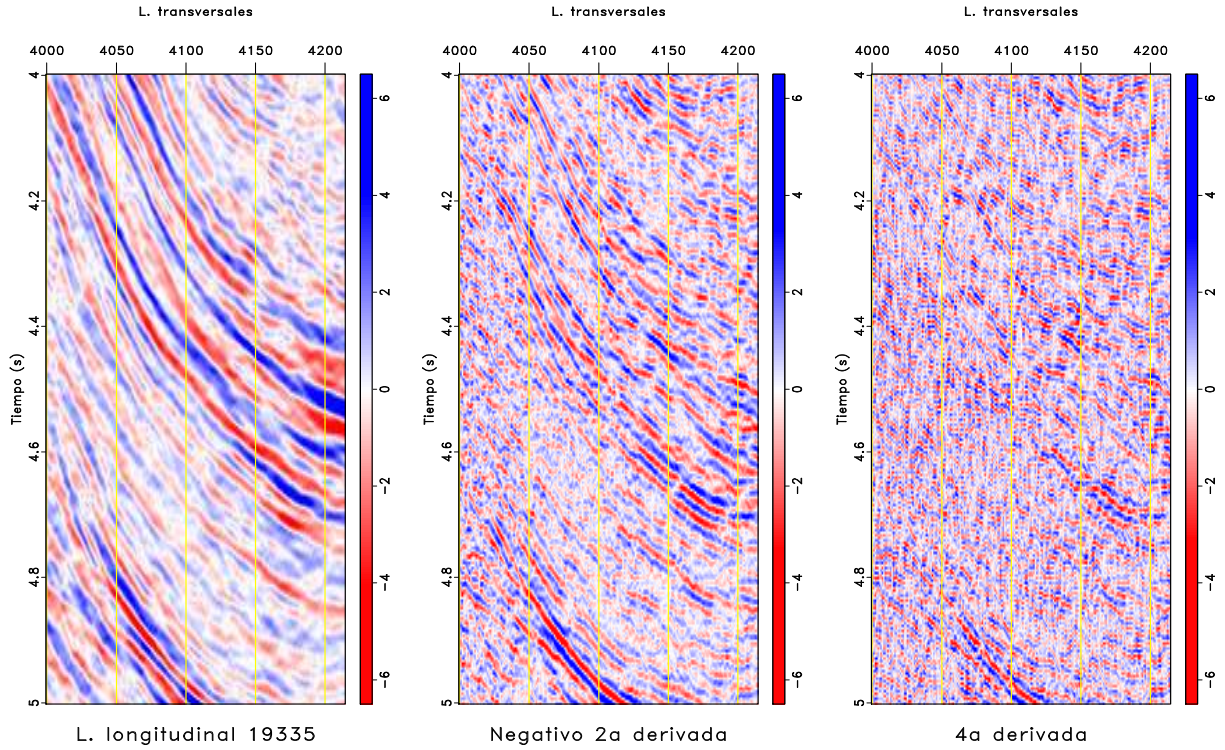 L. transversales L. transversales L. transversales
4000 4050 4100 4150 4200 4000 4050 4100 4150 4200 4000 4050 4100 4150 4200
4 4.2 4.4 4.6 4.8 5
Tiempo (s)
6 4 2 0 −2 −4 −6
4 4.2 4.4 4.6 4.8 5
Tiempo (s)
6 4 2 0 −2 −4 −6
4 4.2 4.4 4.6 4.8 5
Tiempo (s)
6 4 2 0 −2 −4 −6
L. longitudinal 19335 Negativo 2a derivada 4a derivada